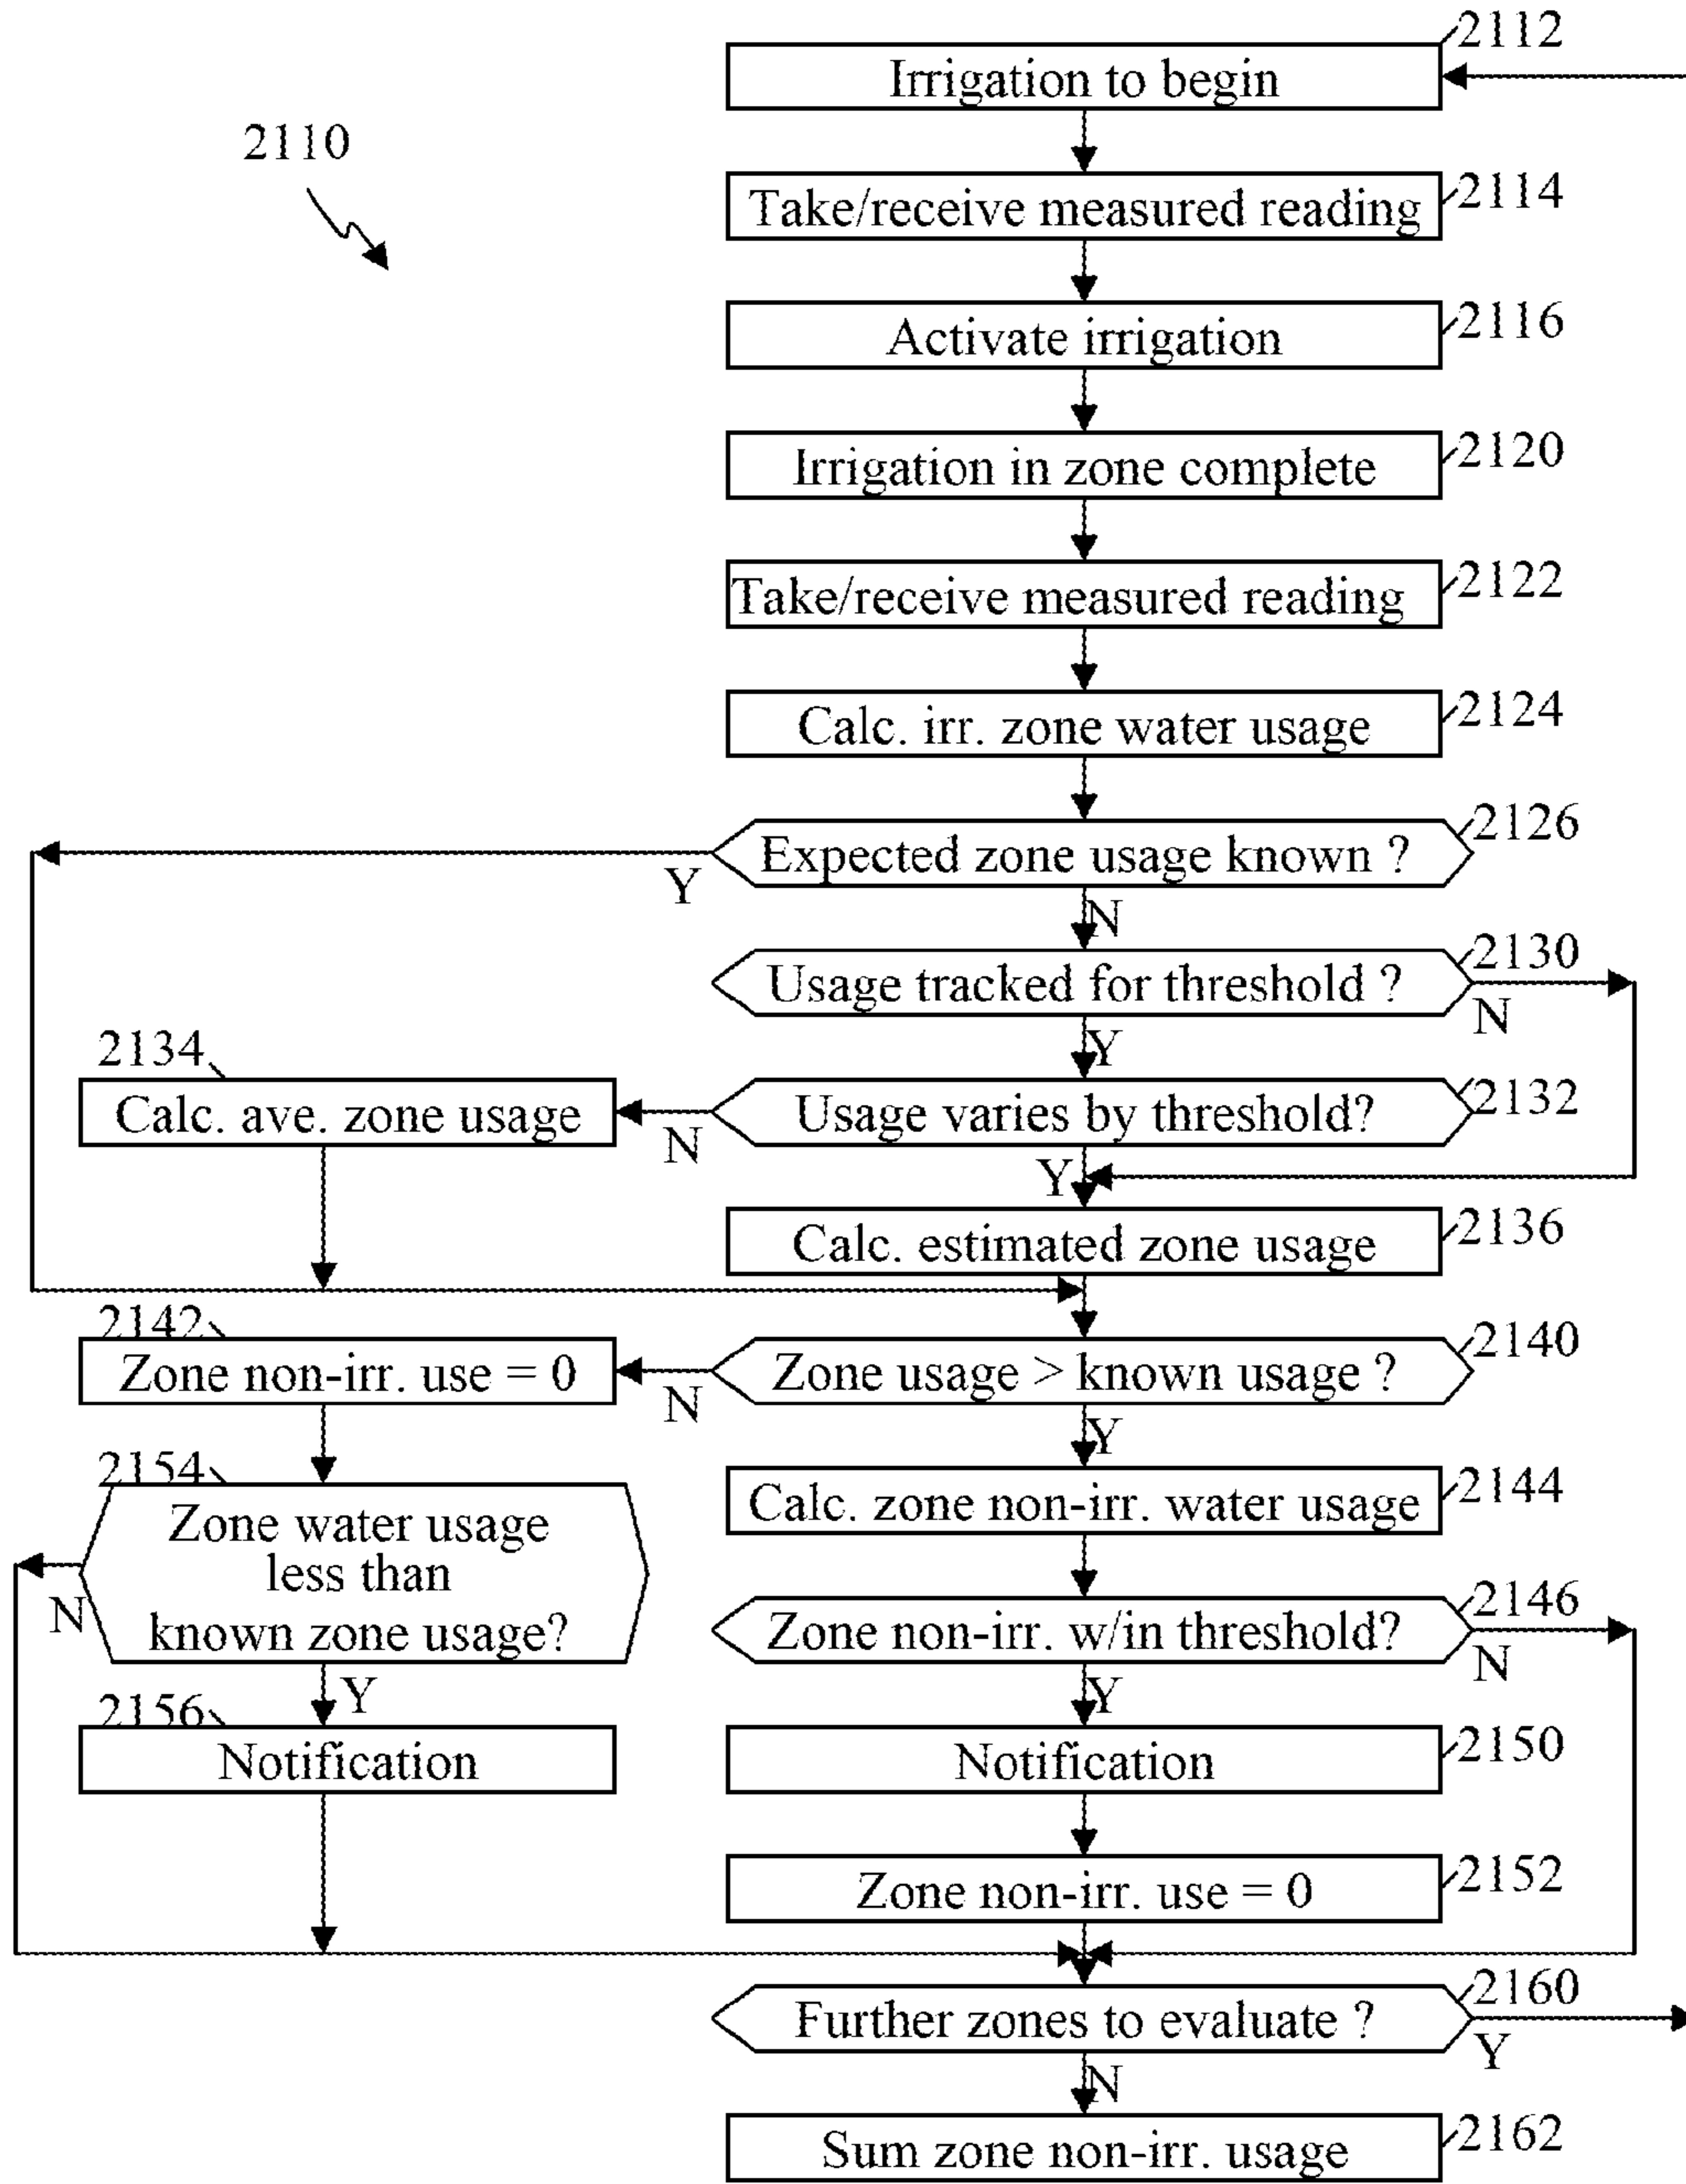 2112
Irrigation to begin
2110
2114
Take/receive measured reading
2116
Activate irrigation
2120
Irrigation in zone complete
2122
Take/receive measured reading
2124
Calc. irr. zone water usage
2126
Expected zone usage known ?
Y
N
2130
Usage tracked for threshold ?
N
Y
2134
Calc. ave. zone usage
2132
Usage varies by threshold?
N
Y
2136
Calc. estimated zone usage
2142
Zone non-irr. use = 0
2140
Zone usage > known usage ?
N
Y
2154
Zone water usage
less than
known zone usage?
N
Y
2144
Calc. zone non-irr. water usage
2146
Zone non-irr. w/in threshold?
N
Y
2156
Notification
2150
Notification
2152
Zone non-irr. use = 0
2160
Further zones to evaluate ?
Y
N
2162
Sum zone non-irr. usage